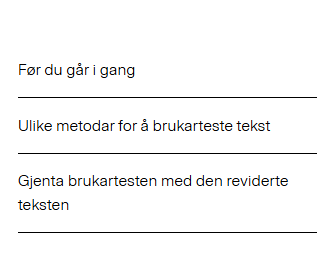 Før du går i gang
Ulike metodar for å brukarteste tekst
Gjenta brukartesten med den reviderte
teksten